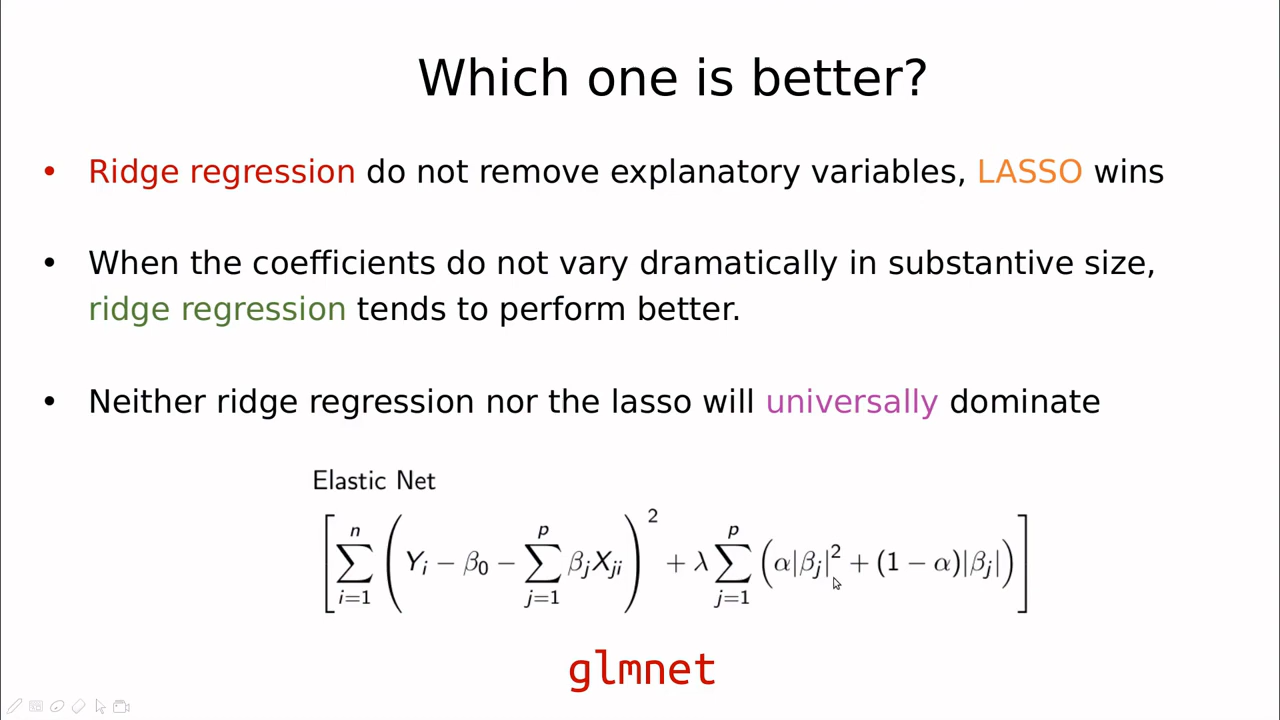 Which one is better?
• Ridge regression do not remove explanatory variables, LASSO wins
• When the coefficients do not vary dramatically in substantive size,
ridge regression tends to perform better.
• Neither ridge regression nor the lasso will universally dominate
Elastic Net
[∑_{i=1}^{n} (Y_i − β_0 − ∑_{j=1}^{p} β_j X_{ji})^2 + λ ∑_{j=1}^{p} (α|β_j|^2 + (1 − α)|β_j|)]
glmnet